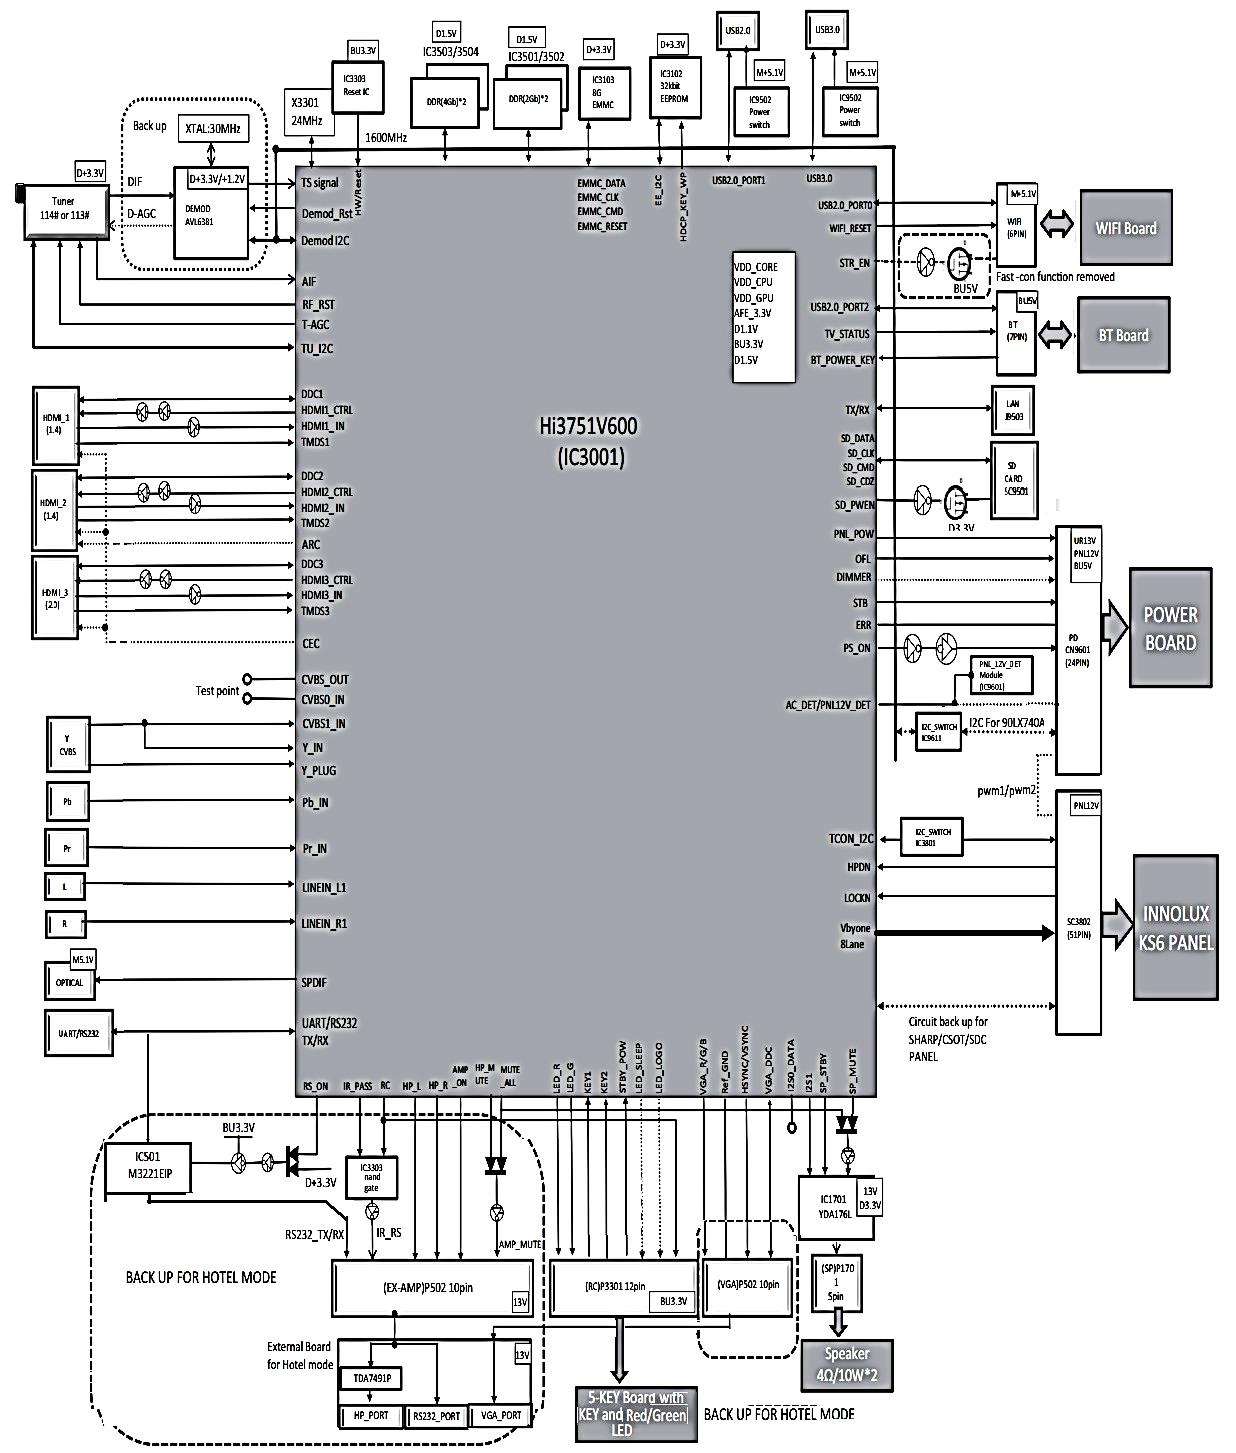 BU3.3V
IC3303
Reset IC
D1.5V
IC3503/3504
DDR(4Gb)*2
D1.5V
IC3501/3502
DDR(2Gb)*2
D+3.3V
IC3103
8G
EMMC
D+3.3V
IC3102
32kbit
EEPROM
USB2.0
M+5.1V
IC9502
Power
switch
USB3.0
M+5.1V
IC9502
Power
switch
X3301
24MHz
1600MHz
Back up
XTAL:30MHz
D+3.3V/+1.2V
DEMOD
AVL6381
D+3.3V
Tuner
114# or 113#
DIF
D-AGC
TS signal
Demod_Rst
Demod I2C
AIF
RF_RST
T-AGC
TU_I2C
HW/Reset
EMMC_DATA
EMMC_CLK
EMMC_CMD
EMMC_RESET
EE_I2C
HDCP_KEY_WP
USB2.0_PORT1
USB3.0
VDD_CORE
VDD_CPU
VDD_GPU
AFE_3.3V
D1.1V
BU3.3V
D1.5V
Hi3751V600
(IC3001)
USB2.0_PORT0
WIFI_RESET
STR_EN
BU5V
M+5.1V
WIFI
(6PIN)
WIFI Board
Fast -con function removed
USB2.0_PORT2
TV_STATUS
BT_POWER_KEY
BU5V
BT
(7PIN)
BT Board
TX/RX
LAN
J9503
SD_DATA
SD_CLK
SD_CMD
SD_CDZ
SD_PWEN
D3.3V
SD
CARD
SC9501
HDMI_1
(1.4)
DDC1
HDMI1_CTRL
HDMI1_IN
TMDS1
HDMI_2
(1.4)
DDC2
HDMI2_CTRL
HDMI2_IN
TMDS2
ARC
HDMI_3
(2.0)
DDC3
HDMI3_CTRL
HDMI3_IN
TMDS3
CEC
Test point
CVBS_OUT
CVBS0_IN
Y
CVBS
CVBS1_IN
Y_IN
Y_PLUG
Pb
Pb_IN
Pr
Pr_IN
L
LINEIN_L1
R
LINEIN_R1
M5.1V
OPTICAL
SPDIF
UART/RS232
UART/RS232
TX/RX
PNL_POW
OFL
DIMMER
STB
ERR
PS_ON
AC_DET/PNL12V_DET
PNL_12V_DET
Module
(IC9601)
I2C_SWITCH
IC9611
I2C For 90LX740A
UR13V
PNL12V
BU5V
PD
CN9601
(24PIN)
POWER
BOARD
pwm1/pwm2
PNL12V
TCON_I2C
I2C_SWITCH
IC3801
HPDN
LOCKN
Vbyone
8Lane
SC3802
(51PIN)
INNOLUX
KS6 PANEL
Circuit back up for
SHARP/CSOT/SDC
PANEL
RS_ON
IR_PASS
RC
HP_L
HP_R
AMP
_ON
HP_M
UTE
MUTE
_ALL
LED_R
LED_G
KEY1
KEY2
STBY_POW
LED_SLEEP
LED_LOGO
VGA_R/G/B
Ref_GND
HSYNC/VSYNC
VGA_DDC
I2S0_DATA
I2S1
SP_STBY
SP_MUTE
BU3.3V
IC501
M3221EIP
D+3.3V
IC3303
nand
gate
RS232_TX/RX
IR_RS
AMP_MUTE
BACK UP FOR HOTEL MODE
(EX-AMP)P502 10pin
13V
External Board
for Hotel mode
13V
TDA7491P
HP_PORT
RS232_PORT
VGA_PORT
(RC)P3301 12pin
BU3.3V
5-KEY Board with
KEY and Red/Green
LED
(VGA)P502 10pin
BACK UP FOR HOTEL MODE
IC1701
YDA176L
13V
D3.3V
(SP)P170
1
5pin
Speaker
4Ω/10W*2